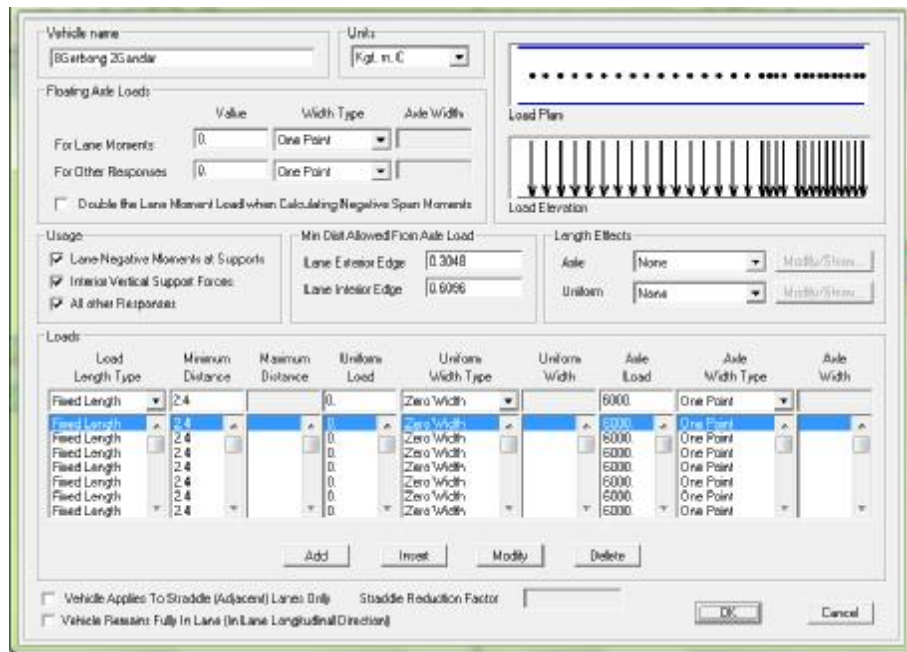 Vehicle name
8Gerbong 2Gandar
Units
Kgf, m, C
Floating Axle Loads
Value Width Type Axle Width
For Lane Moments 0. One Point
For Other Responses 0. One Point
Double the Lane Moment Load when Calculating Negative Span Moments
Load Plan
Load Elevation
Usage
Lane Negative Moments at Supports
Interior Vertical Support Forces
All other Responses
Min Dist Allowed From Axle Load
Lane Exterior Edge 0.3048
Lane Interior Edge 0.6096
Length Effects
Axle None Modify/Show...
Uniform None Modify/Show...
Loads
Load Length Type Minimum Distance Maximum Distance Uniform Load Uniform Width Type Uniform Width Axle Load Axle Width Type Axle Width
Fixed Length 2.4 0. Zero Width 6000. One Point
Fixed Length 2.4 0. Zero Width 6000. One Point
Fixed Length 2.4 0. Zero Width 6000. One Point
Fixed Length 2.4 0. Zero Width 6000. One Point
Fixed Length 2.4 0. Zero Width 6000. One Point
Fixed Length 2.4 0. Zero Width 6000. One Point
Fixed Length 2.4 0. Zero Width 6000. One Point
Fixed Length 2.4 0. Zero Width 6000. One Point
Add Insert Modify Delete
Vehicle Applies To Straddle (Adjacent) Lanes Only Straddle Reduction Factor
Vehicle Remains Fully In Lane (In Lane Longitudinal Direction)
OK Cancel